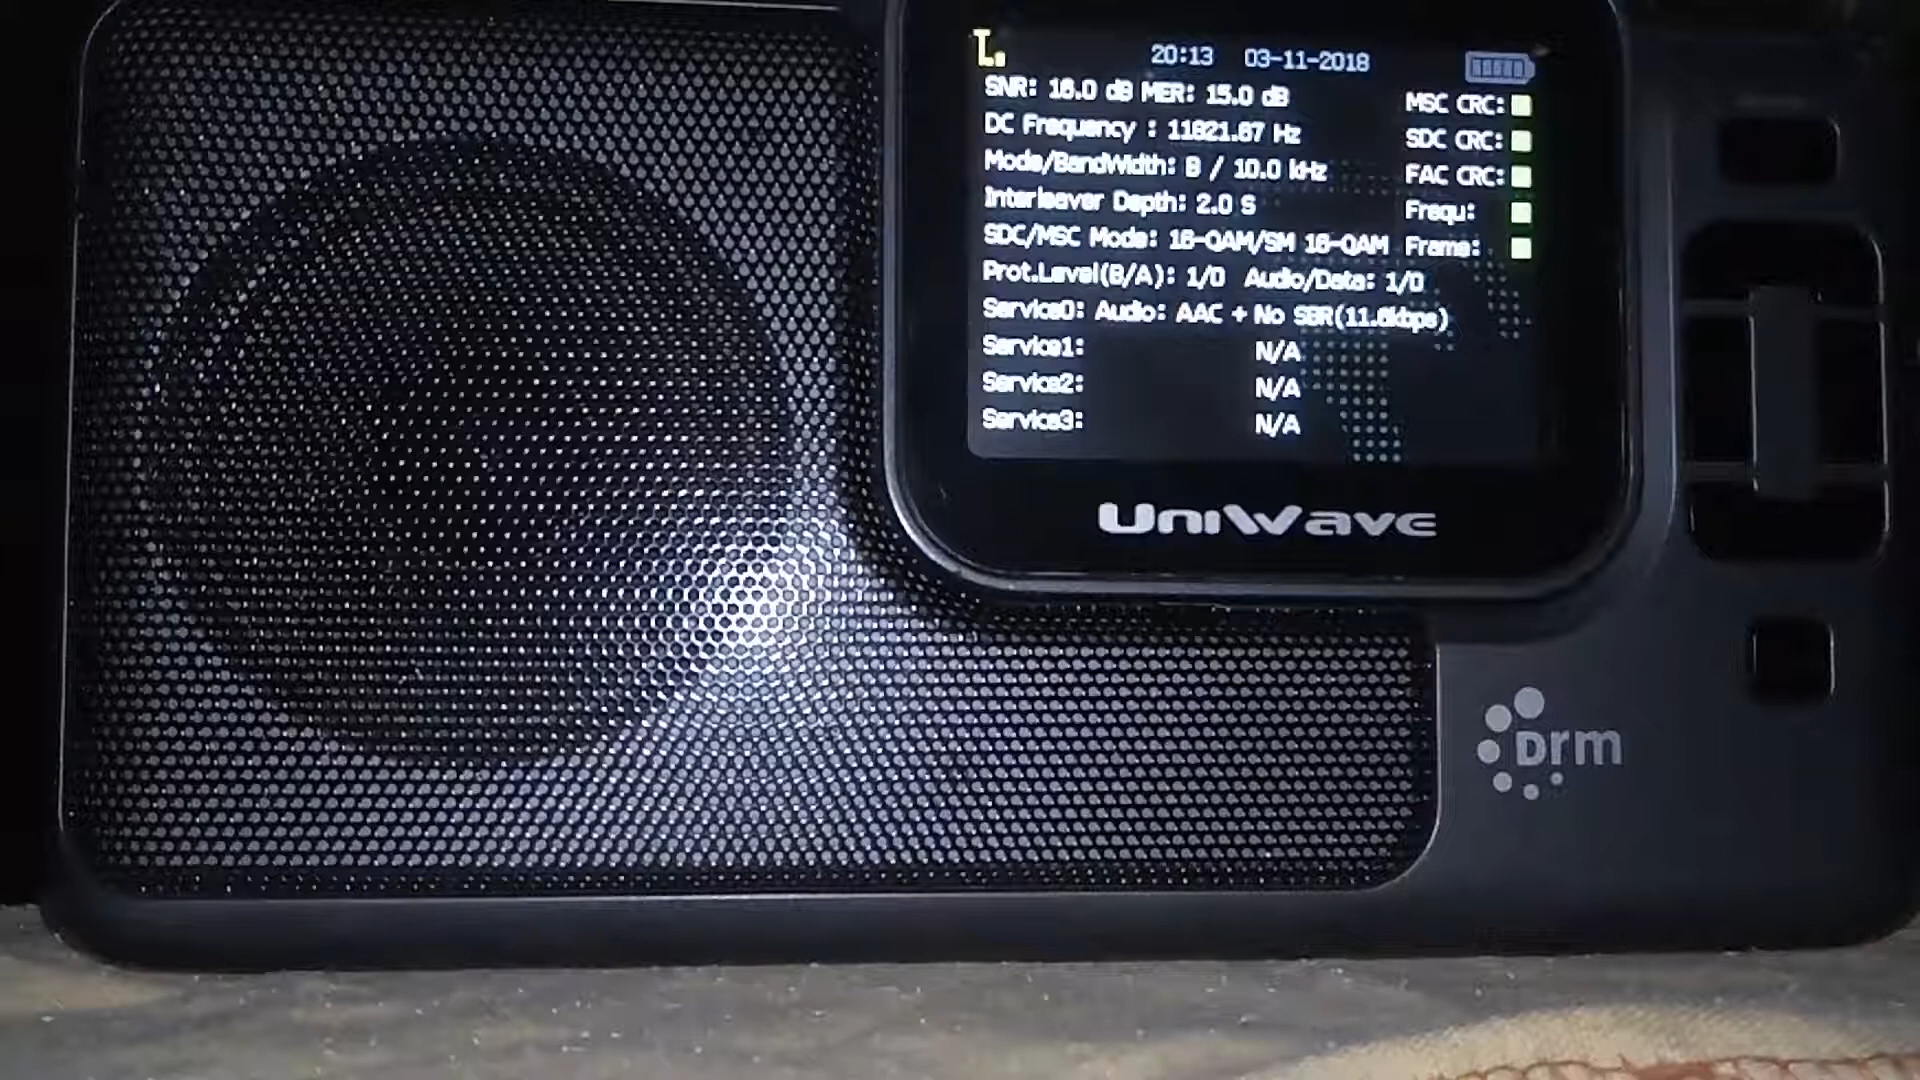 20:13 03-11-2018
SNR: 16.0 dB MER: 15.0 dB
MSC CRC:
DC Frequency : 11821.67 Hz
SDC CRC:
Mode/BandWidth: B / 10.0 kHz
FAC CRC:
Interleaver Depth: 2.0 S
Frequ:
SDC/MSC Mode: 16-QAM/SM 16-QAM
Frame:
Prot.Level(B/A): 1/0 Audio/Data: 1/0
Service0: Audio: AAC + No SBR(11.6kbps)
Service1: N/A
Service2: N/A
Service3: N/A
UniWave
Drm